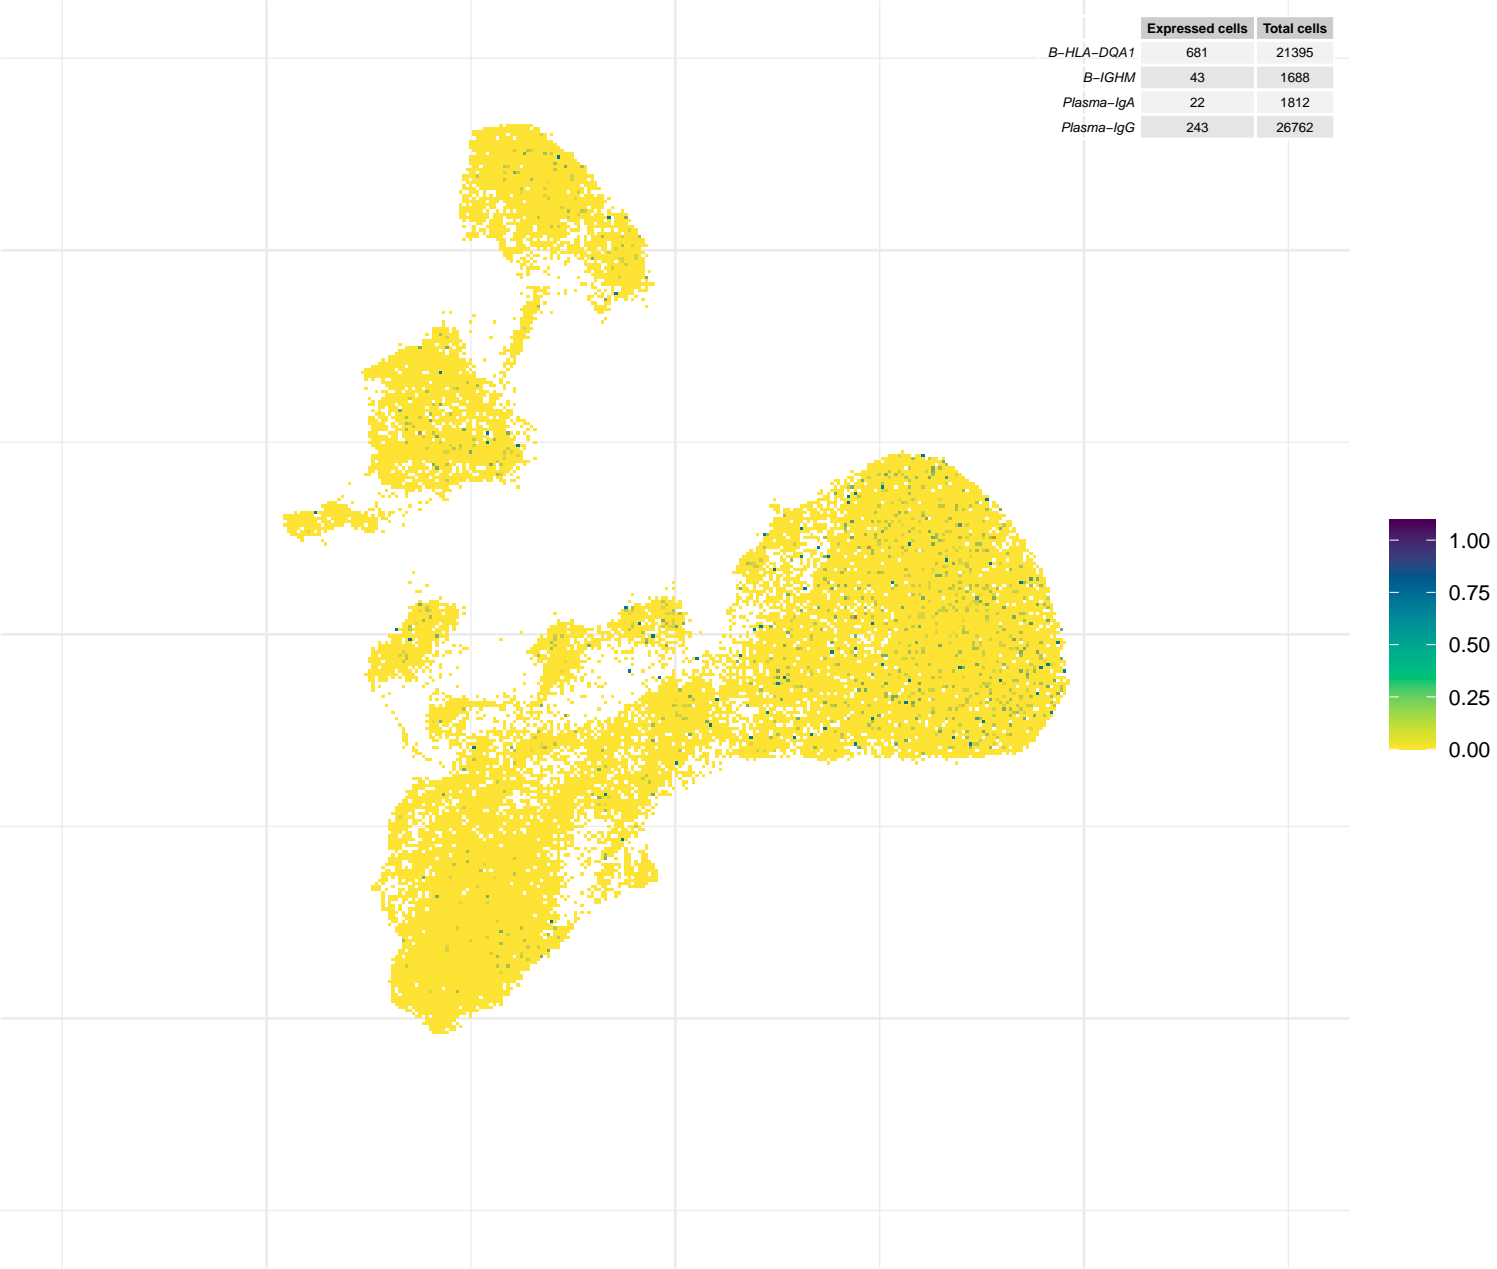 Expressed cells Total cells
B−HLA−DQA1 681 21395
B−IGHM 43 1688
Plasma−IgA 22 1812
Plasma−IgG 243 26762
1.00
0.75
0.50
0.25
0.00